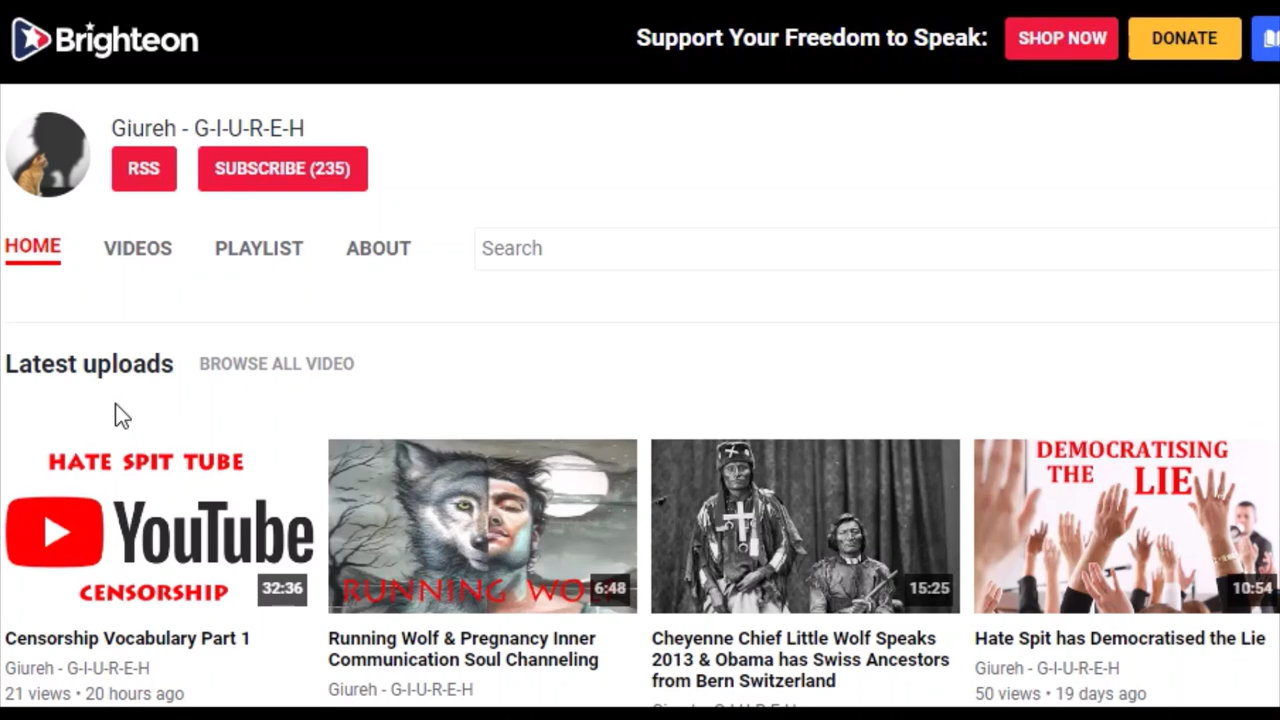 Brighteon
Support Your Freedom to Speak:
SHOP NOW
DONATE
Giureh - G-I-U-R-E-H
RSS
SUBSCRIBE (235)
HOME
VIDEOS
PLAYLIST
ABOUT
Search
Latest uploads
BROWSE ALL VIDEO
HATE SPIT TUBE
YouTube
CENSORSHIP
32:36
RUNNING WO
6:48
15:25
DEMOCRATISING
THE LIE
10:54
Censorship Vocabulary Part 1
Giureh - G-I-U-R-E-H
21 views • 20 hours ago
Running Wolf & Pregnancy Inner
Communication Soul Channeling
Giureh - G-I-U-R-E-H
Cheyenne Chief Little Wolf Speaks
2013 & Obama has Swiss Ancestors
from Bern Switzerland
Hate Spit has Democratised the Lie
Giureh - G-I-U-R-E-H
50 views • 19 days ago